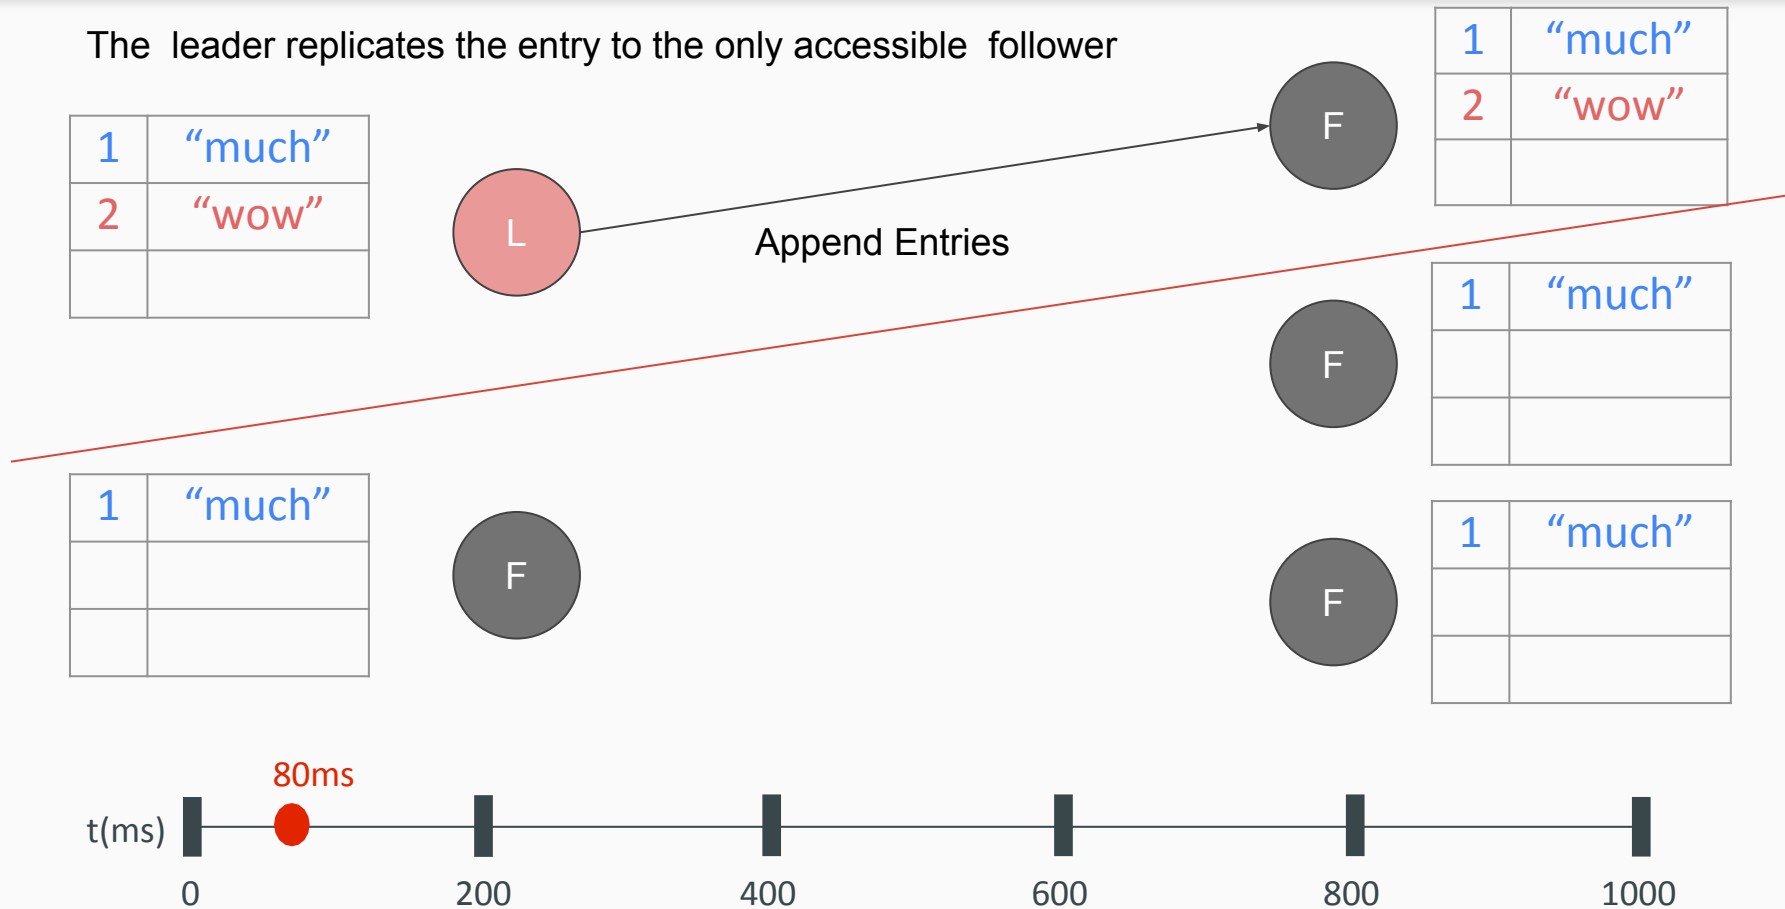 The  leader replicates the entry to the only accessible  follower
1 “much”
2 “wow”
L
Append Entries
F
1 “much”
2 “wow”
F
1 “much”
1 “much”
F
F
1 “much”
80ms
t(ms)
0 200 400 600 800 1000